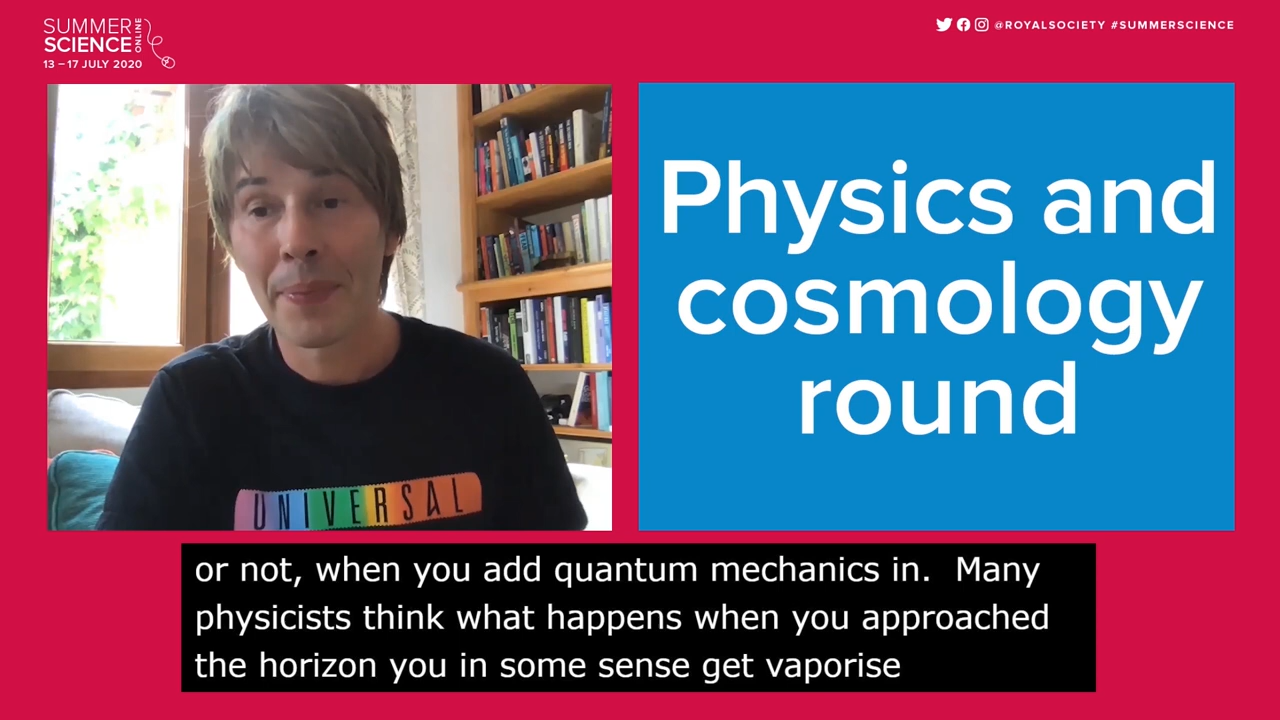 SUMMER
SCIENCE
ONLINE
13 – 17 JULY 2020
@ROYALSOCIETY #SUMMERSCIENCE
Physics and
cosmology
round
UNIVERSAL
or not, when you add quantum mechanics in.  Many
physicists think what happens when you approached
the horizon you in some sense get vaporise